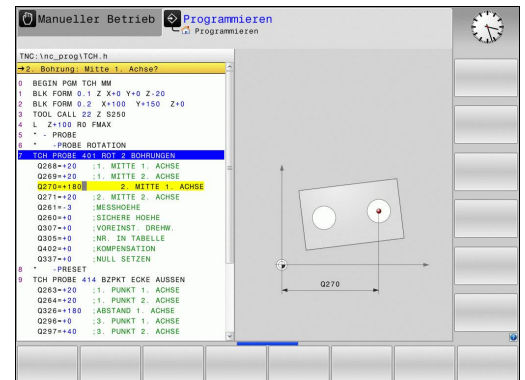 Manueller Betrieb
Programmieren
Programmieren
TNC:\nc_prog\TCH.h
→2. Bohrung: Mitte 1. Achse?
0 BEGIN PGM TCH MM
1 BLK FORM 0.1 Z X+0 Y+0 Z-20
2 BLK FORM 0.2 X+100 Y+150 Z+0
3 TOOL CALL 22 Z S250
4 L Z+100 R0 FMAX
5 * - PROBE
6 * -PROBE ROTATION
7 TCH PROBE 401 ROT 2 BOHRUNGEN
Q268=+20 ;1. MITTE 1. ACHSE
Q269=+20 ;1. MITTE 2. ACHSE
Q270=+180 2. MITTE 1. ACHSE
Q271=+20 ;2. MITTE 2. ACHSE
Q261=-3 ;MESSHOEHE
Q260=+0 ;SICHERE HOEHE
Q307=+0 ;VOREINST. DREHW.
Q305=+0 ;NR. IN TABELLE
Q402=+0 ;KOMPENSATION
Q337=+0 ;NULL SETZEN
8 * -PRESET
9 TCH PROBE 414 BZPKT ECKE AUSSEN
Q263=+20 ;1. PUNKT 1. ACHSE
Q264=+20 ;1. PUNKT 2. ACHSE
Q326=+180 ;ABSTAND 1. ACHSE
Q296=+0 ;3. PUNKT 1. ACHSE
Q297=+40 ;3. PUNKT 2. ACHSE
Q270